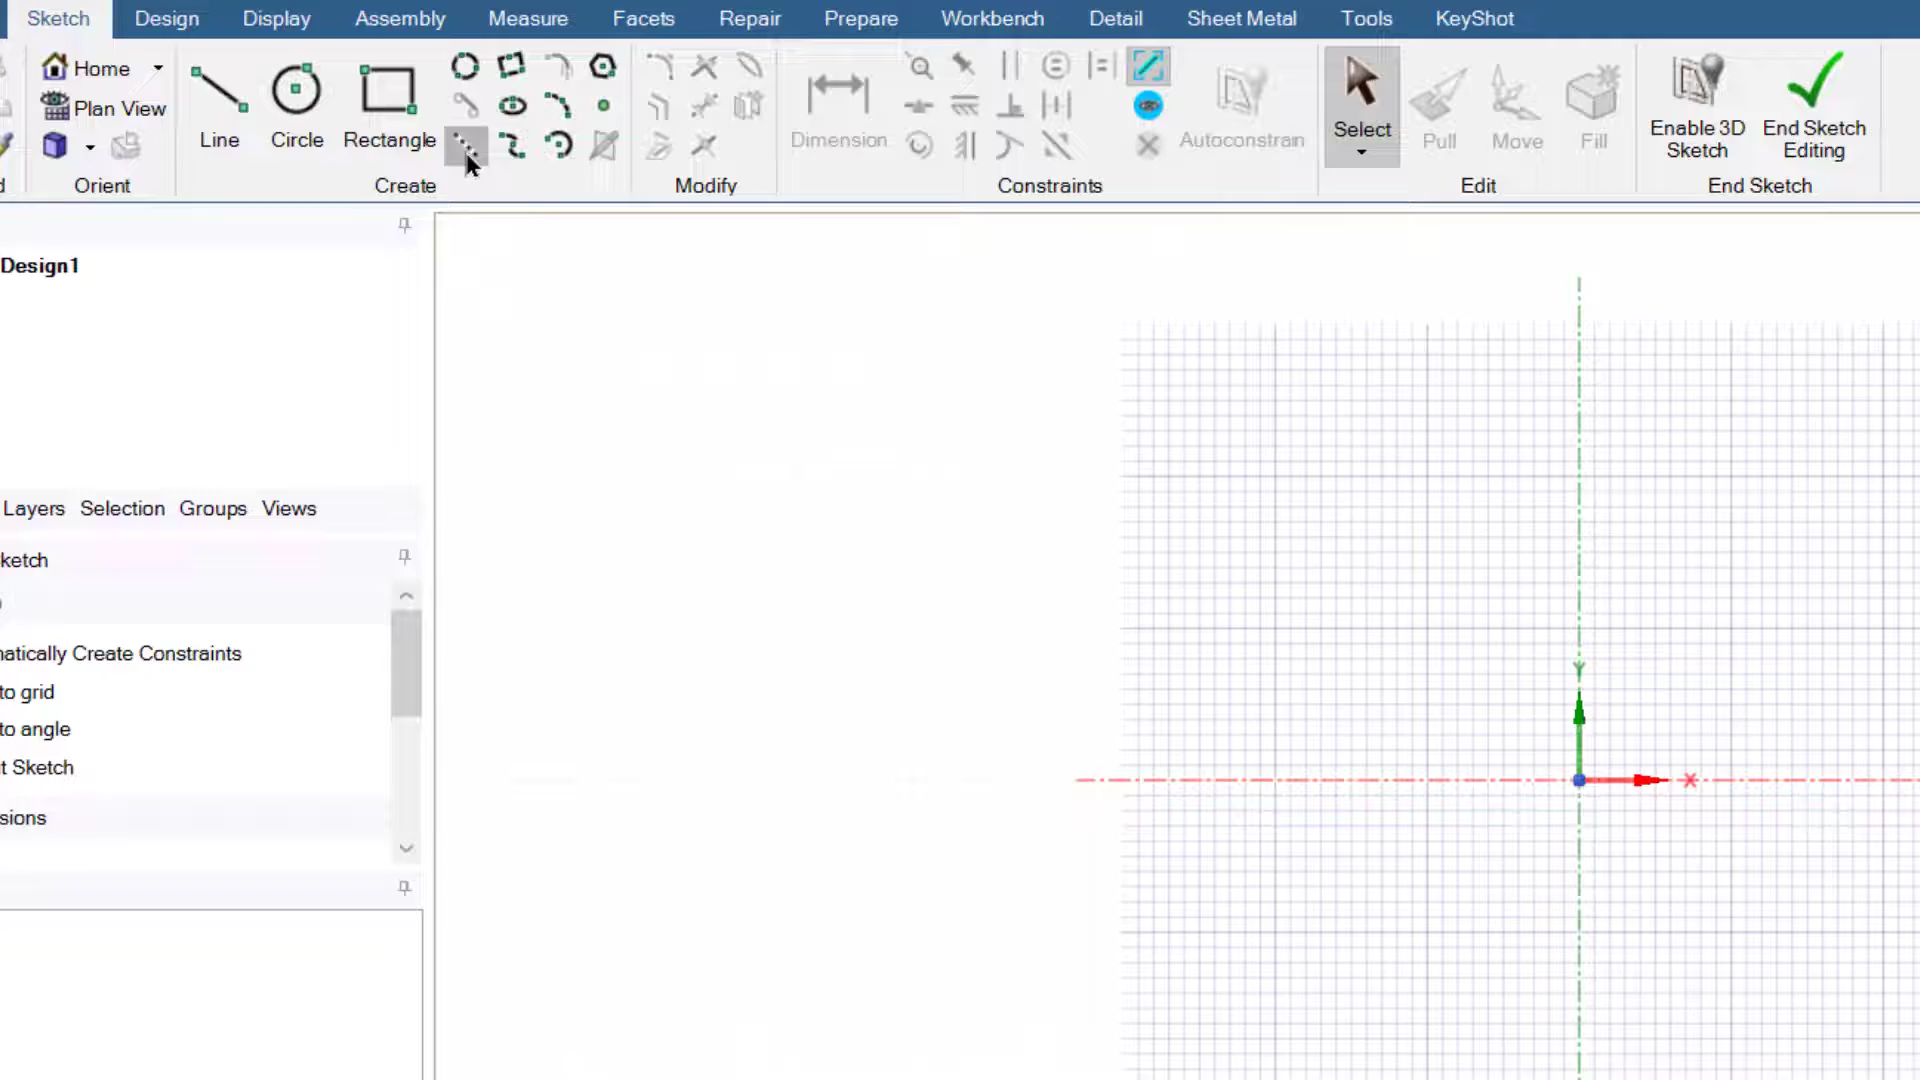 Sketch Design Display Assembly Measure Facets Repair Prepare Workbench Detail Sheet Metal Tools KeyShot
Home
Plan View
Line Circle Rectangle
Dimension
Autoconstrain
Select Pull Move Fill
Enable 3D Sketch
End Sketch Editing
Orient Create Modify Constraints Edit End Sketch
Design1
Layers Selection Groups Views
ketch
atically Create Constraints
to grid
to angle
t Sketch
sions
Y
X